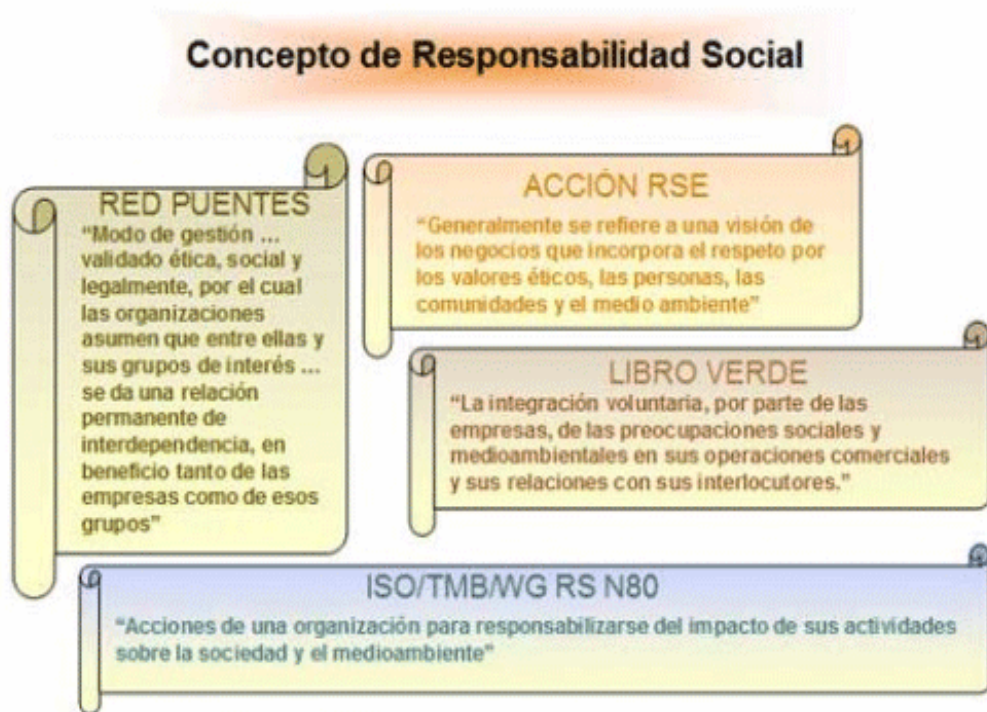 Concepto de Responsabilidad Social
RED PUENTES
“Modo de gestión ...
validado ética, social y
legalmente, por el cual
las organizaciones
asumen que entre ellas y
sus grupos de interés ...
se da una relación
permanente de
interdependencia, en
beneficio tanto de las
empresas como de esos
grupos”
ACCIÓN RSE
“Generalmente se refiere a una visión de
los negocios que incorpora el respeto por
los valores éticos, las personas, las
comunidades y el medio ambiente”
LIBRO VERDE
“La integración voluntaria, por parte de las
empresas, de las preocupaciones sociales y
medioambientales en sus operaciones comerciales
y sus relaciones con sus interlocutores.”
ISO/TMB/WG RS N80
“Acciones de una organización para responsabilizarse del impacto de sus actividades
sobre la sociedad y el medioambiente”